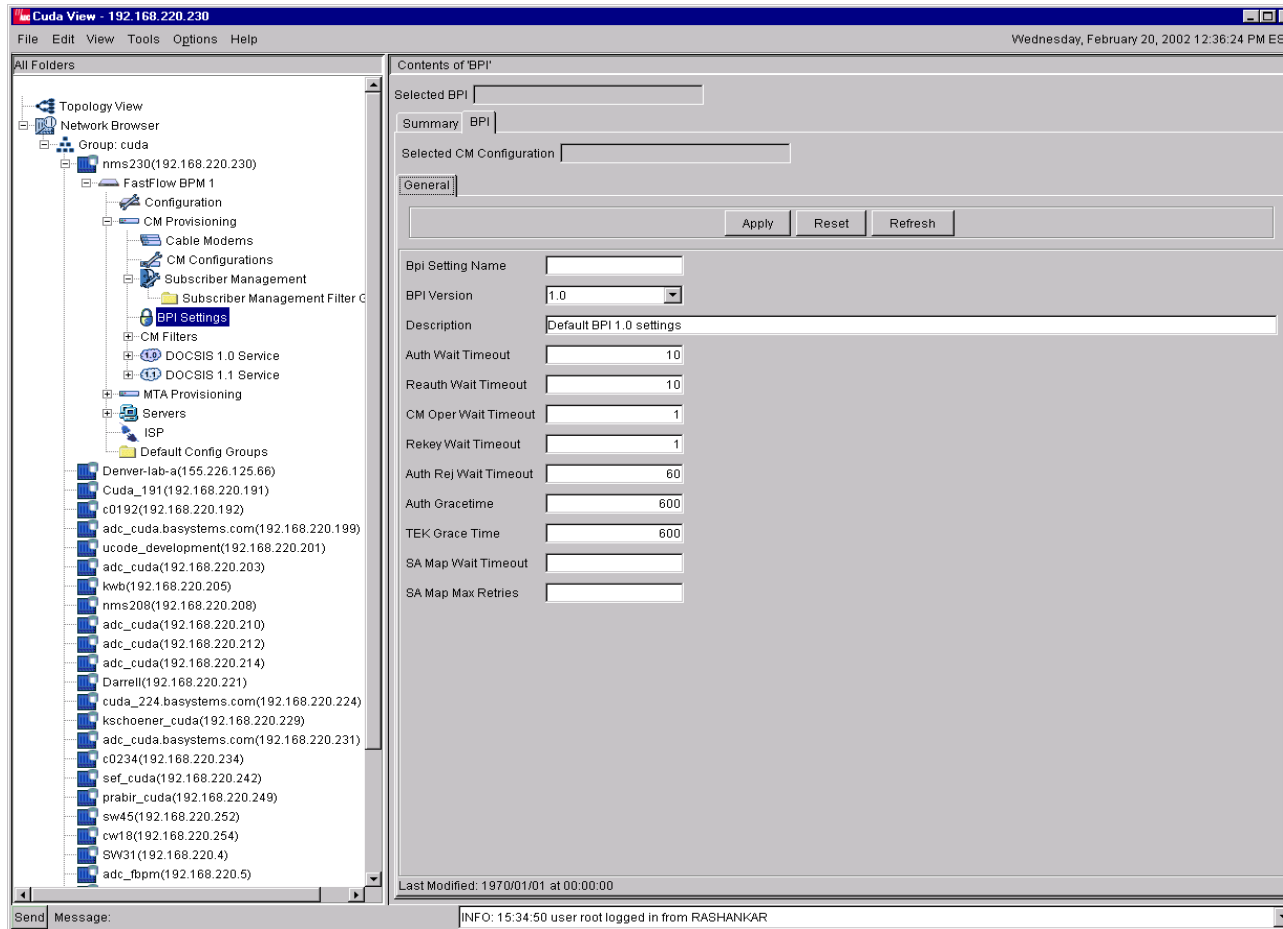 Cuda View - 192.168.220.230
File Edit View Tools Options Help
Wednesday, February 20, 2002 12:36:24 PM ES
All Folders
Topology View
Network Browser
Group: cuda
nms230(192.168.220.230)
FastFlow BPM 1
Configuration
CM Provisioning
Cable Modems
CM Configurations
Subscriber Management
Subscriber Management Filter G
BPI Settings
CM Filters
1.0 DOCSIS 1.0 Service
1.1 DOCSIS 1.1 Service
MTA Provisioning
Servers
ISP
Default Config Groups
Denver-lab-a(155.226.125.66)
Cuda_191(192.168.220.191)
c0192(192.168.220.192)
adc_cuda.basystems.com(192.168.220.199)
ucode_development(192.168.220.201)
adc_cuda(192.168.220.203)
kwb(192.168.220.205)
nms208(192.168.220.208)
adc_cuda(192.168.220.210)
adc_cuda(192.168.220.212)
adc_cuda(192.168.220.214)
Darrell(192.168.220.221)
cuda_224.basystems.com(192.168.220.224)
kschoener_cuda(192.168.220.229)
adc_cuda.basystems.com(192.168.220.231)
c0234(192.168.220.234)
sef_cuda(192.168.220.242)
prabir_cuda(192.168.220.249)
sw45(192.168.220.252)
cw18(192.168.220.254)
SW31(192.168.220.4)
adc_fbpm(192.168.220.5)
Contents of 'BPI'
Selected BPI
Summary BPI
Selected CM Configuration
General
Apply Reset Refresh
Bpi Setting Name
BPI Version 1.0
Description Default BPI 1.0 settings
Auth Wait Timeout 10
Reauth Wait Timeout 10
CM Oper Wait Timeout 1
Rekey Wait Timeout 1
Auth Rej Wait Timeout 60
Auth Gracetime 600
TEK Grace Time 600
SA Map Wait Timeout
SA Map Max Retries
Last Modified: 1970/01/01 at 00:00:00
Send Message:
INFO: 15:34:50 user root logged in from RASHANKAR